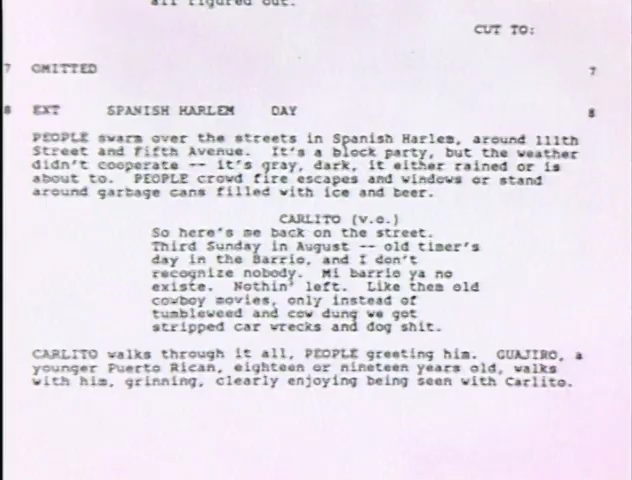 all figured out.
CUT TO:
7 OMITTED 7
8 EXT SPANISH HARLEM DAY 8
PEOPLE swarm over the streets in Spanish Harlem, around 111th
Street and Fifth Avenue. It's a block party, but the weather
didn't cooperate -- it's gray, dark, it either rained or is
about to. PEOPLE crowd fire escapes and windows or stand
around garbage cans filled with ice and beer.
CARLITO (v.o.)
So here's me back on the street.
Third Sunday in August -- old timer's
day in the Barrio, and I don't
recognize nobody. Mi barrio ya no
existe. Nothin' left. Like them old
cowboy movies, only instead of
tumbleweed and cow dung we got
stripped car wrecks and dog shit.
CARLITO walks through it all, PEOPLE greeting him. GUAJIRO, a
younger Puerto Rican, eighteen or nineteen years old, walks
with him, grinning, clearly enjoying being seen with Carlito.